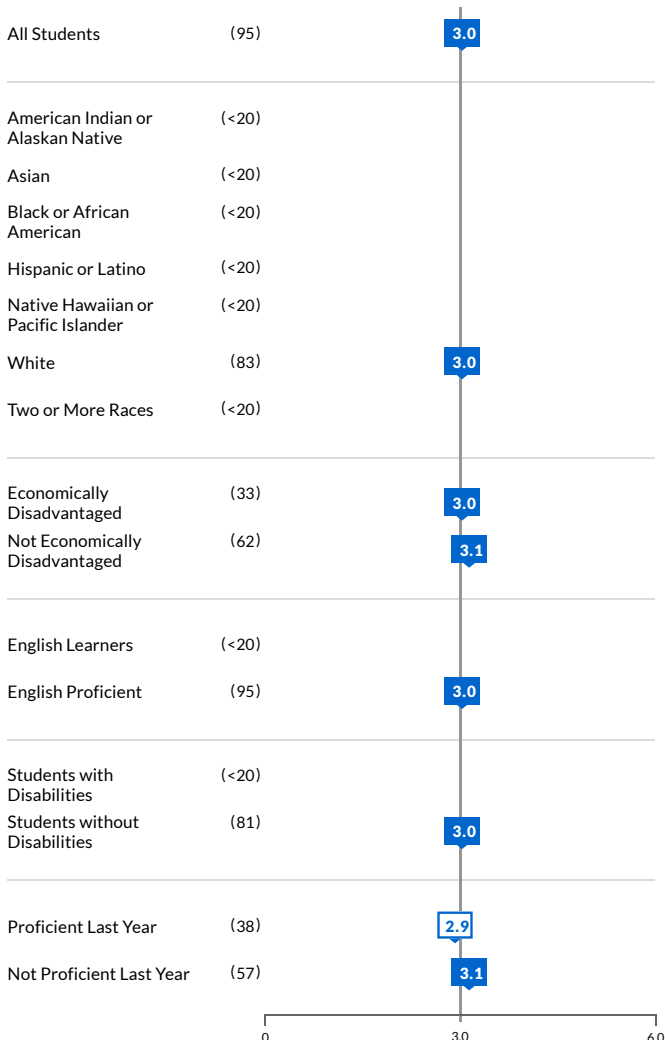 All Students (95) 3.0
American Indian or
Alaskan Native (<20)
Asian (<20)
Black or African
American (<20)
Hispanic or Latino (<20)
Native Hawaiian or
Pacific Islander (<20)
White (83) 3.0
Two or More Races (<20)
Economically
Disadvantaged (33) 3.0
Not Economically
Disadvantaged (62) 3.1
English Learners (<20)
English Proficient (95) 3.0
Students with
Disabilities (<20)
Students without
Disabilities (81) 3.0
Proficient Last Year (38) 2.9
Not Proficient Last Year (57) 3.1
0 3.0 6.0